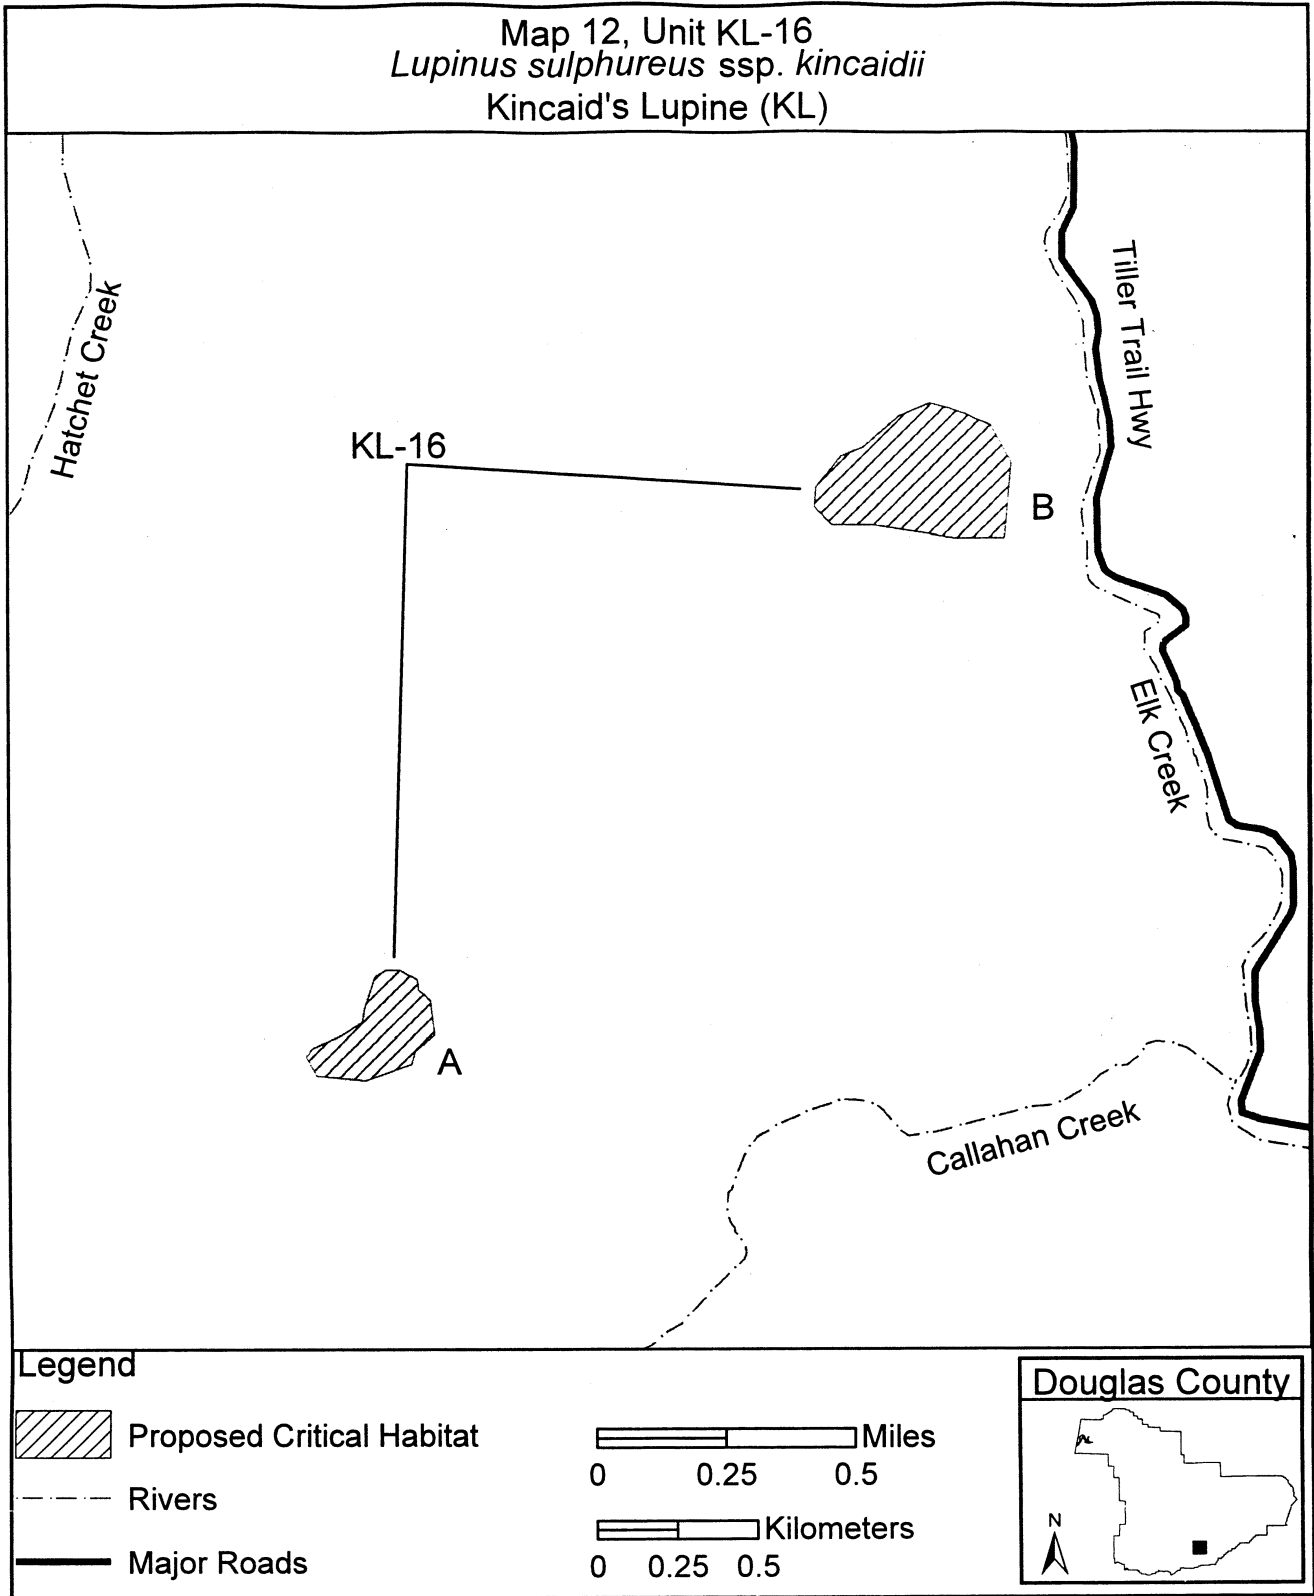 Map 12, Unit KL-16
Lupinus sulphureus ssp. kincaidii
Kincaid's Lupine (KL)
Hatchet Creek
Tiller Trail Hwy
KL-16
B
Elk Creek
A
Callahan Creek
Legend
Proposed Critical Habitat
Rivers
Major Roads
Miles
0 0.25 0.5
Kilometers
0 0.25 0.5
Douglas County
N